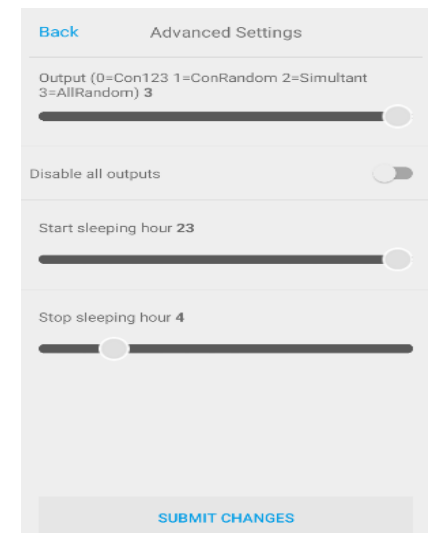 Back Advanced Settings
Output (0=Con123 1=ConRandom 2=Simultant
3=AllRandom) 3
Disable all outputs
Start sleeping hour 23
Stop sleeping hour 4
SUBMIT CHANGES